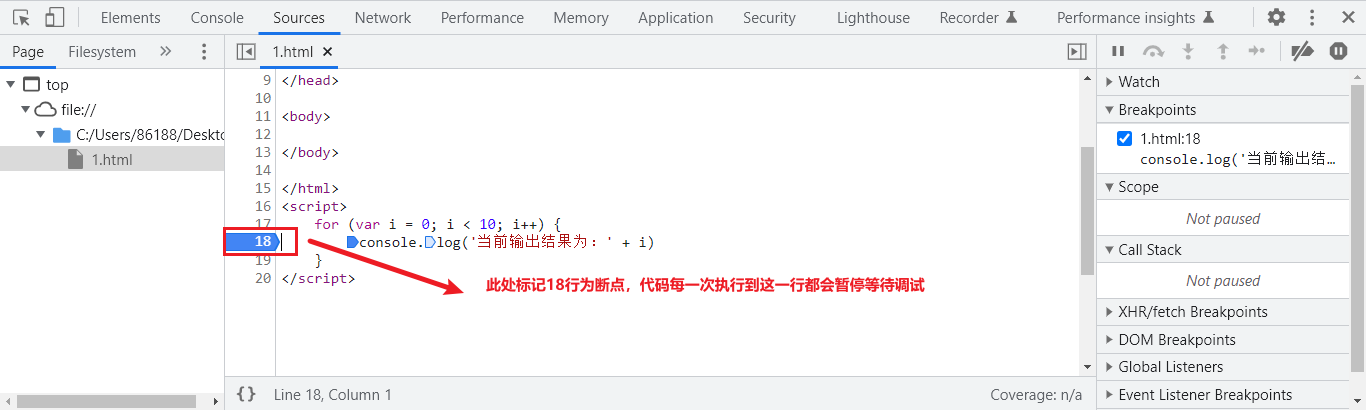 Elements Console Sources Network Performance Memory Application Security Lighthouse Recorder Performance insights
Page Filesystem
top
file://
C:/Users/86188/Deskto
1.html
1.html
9 </head>
10
11 <body>
12
13 </body>
14
15 </html>
16 <script>
17 for (var i = 0; i < 10; i++) {
18 console.log('当前输出结果为：' + i)
19 }
20 </script>
此处标记18行为断点，代码每一次执行到这一行都会暂停等待调试
{} Line 18, Column 1 Coverage: n/a
Watch
Breakpoints
1.html:18
console.log('当前输出结…
Scope
Not paused
Call Stack
Not paused
XHR/fetch Breakpoints
DOM Breakpoints
Global Listeners
Event Listener Breakpoints